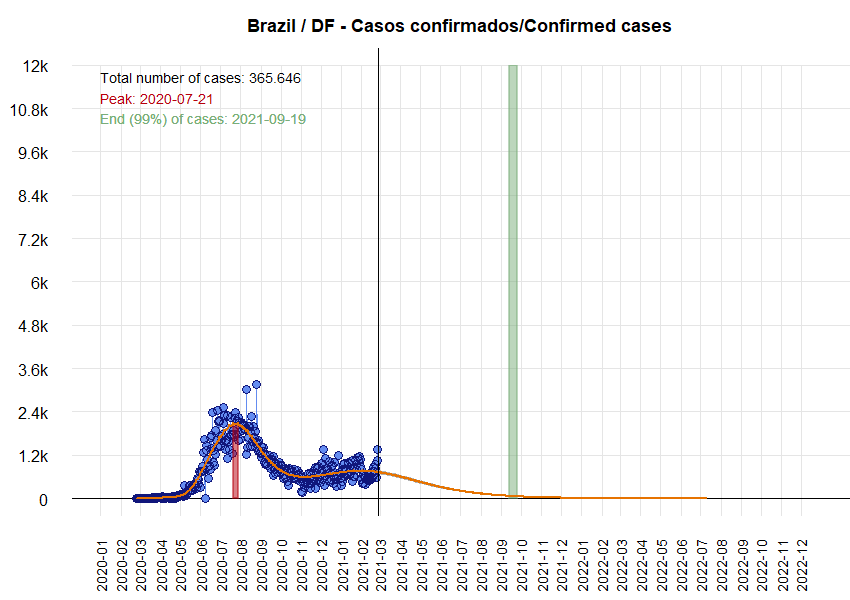 Brazil / DF - Casos confirmados/Confirmed cases
12k
Total number of cases: 365.646
Peak: 2020-07-21
10.8k
End (99%) of cases: 2021-09-19
9.6k
8.4k
7.2k
6k
4.8k
3.6k
2.4k
1.2k
0
2020-01
2020-02
2020-03
2020-04
2020-05
2020-06
2020-07
2020-08
2020-09
2020-10
2020-11
2020-12
2021-01
2021-02
2021-03
2021-04
2021-05
2021-06
2021-07
2021-08
2021-09
2021-10
2021-11
2021-12
2022-01
2022-02
2022-03
2022-04
2022-05
2022-06
2022-07
2022-08
2022-09
2022-10
2022-11
2022-12